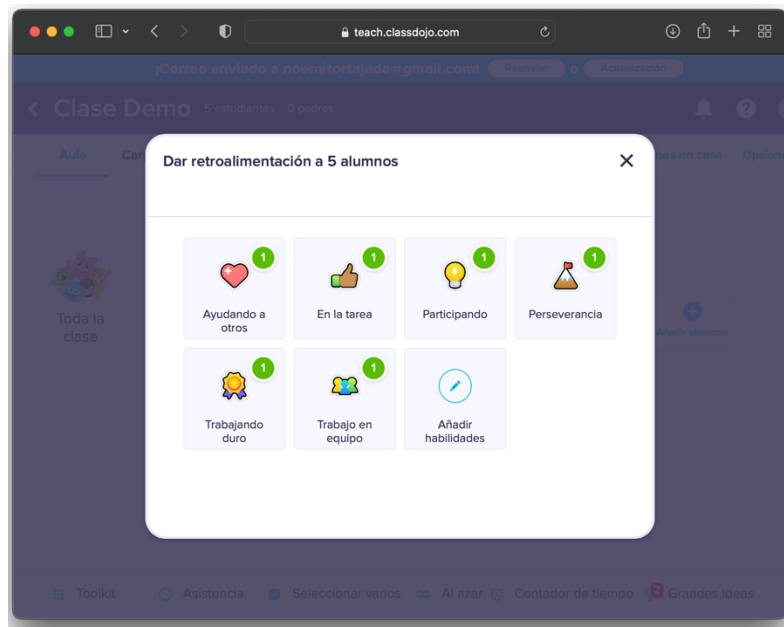 teach.classdojo.com
¡Correo enviado a noemitortajada@gmail.com! Reenviar o Actualización
Clase Demo 5 estudiantes 0 padres
Aula
en casa
Dar retroalimentación a 5 alumnos
1 1 1 1
Ayudando a otros
En la tarea
Participando
Perseverancia
1 1
Trabajando duro
Trabajo en equipo
Añadir habilidades
Toda la clase
Añadir alumnos
Toolkit Asistencia Seleccionar varios Al azar Contador de tiempo 2 Grandes Ideas